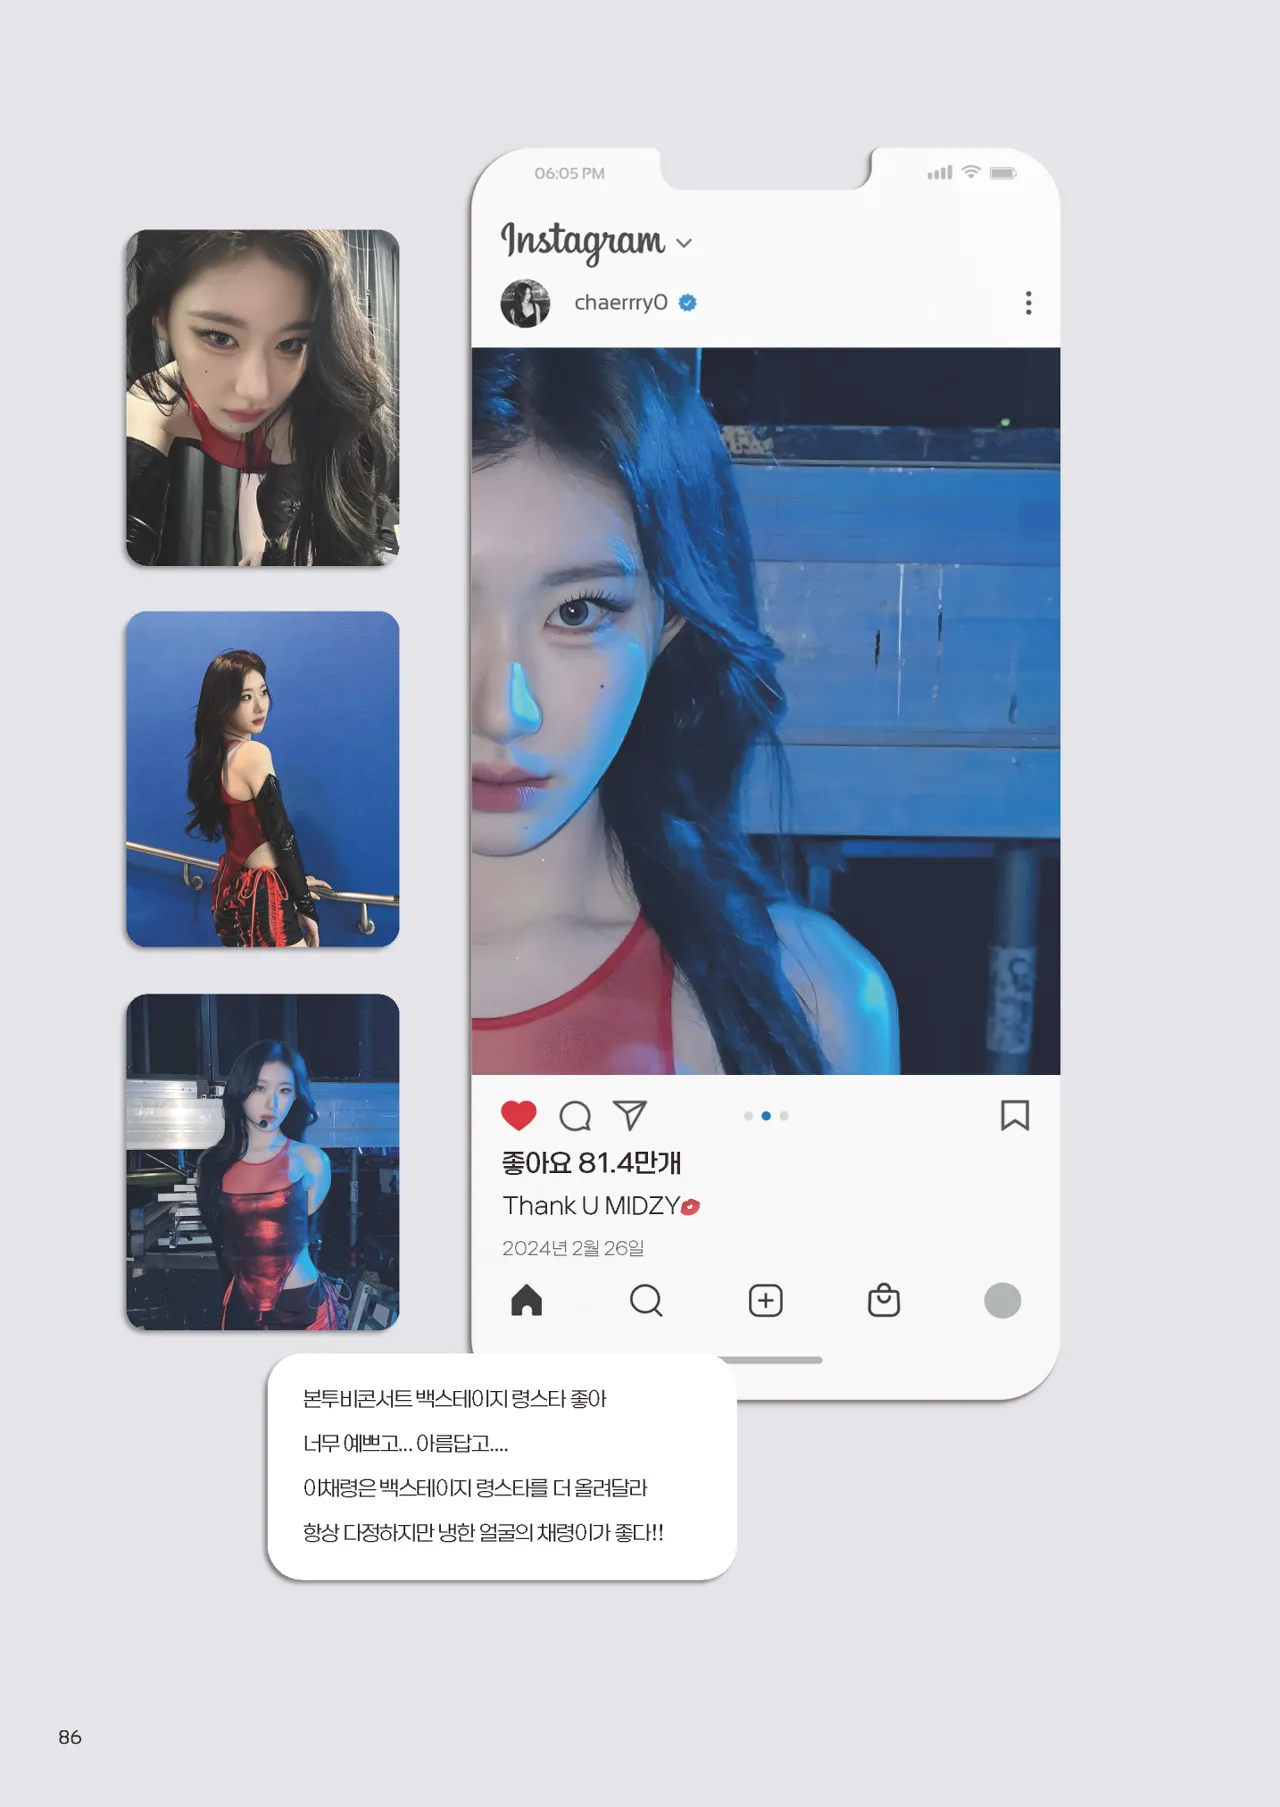 06:05 PM
Instagram
chaerrry0
좋아요 81.4만개
Thank U MIDZY
2024년 2월 26일
본투비콘서트 백스테이지 령스타 좋아
너무 예쁘고... 아름답고....
이채령은 백스테이지 령스타를 더 올려달라
항상 다정하지만 냉한 얼굴의 채령이가 좋다!!
86